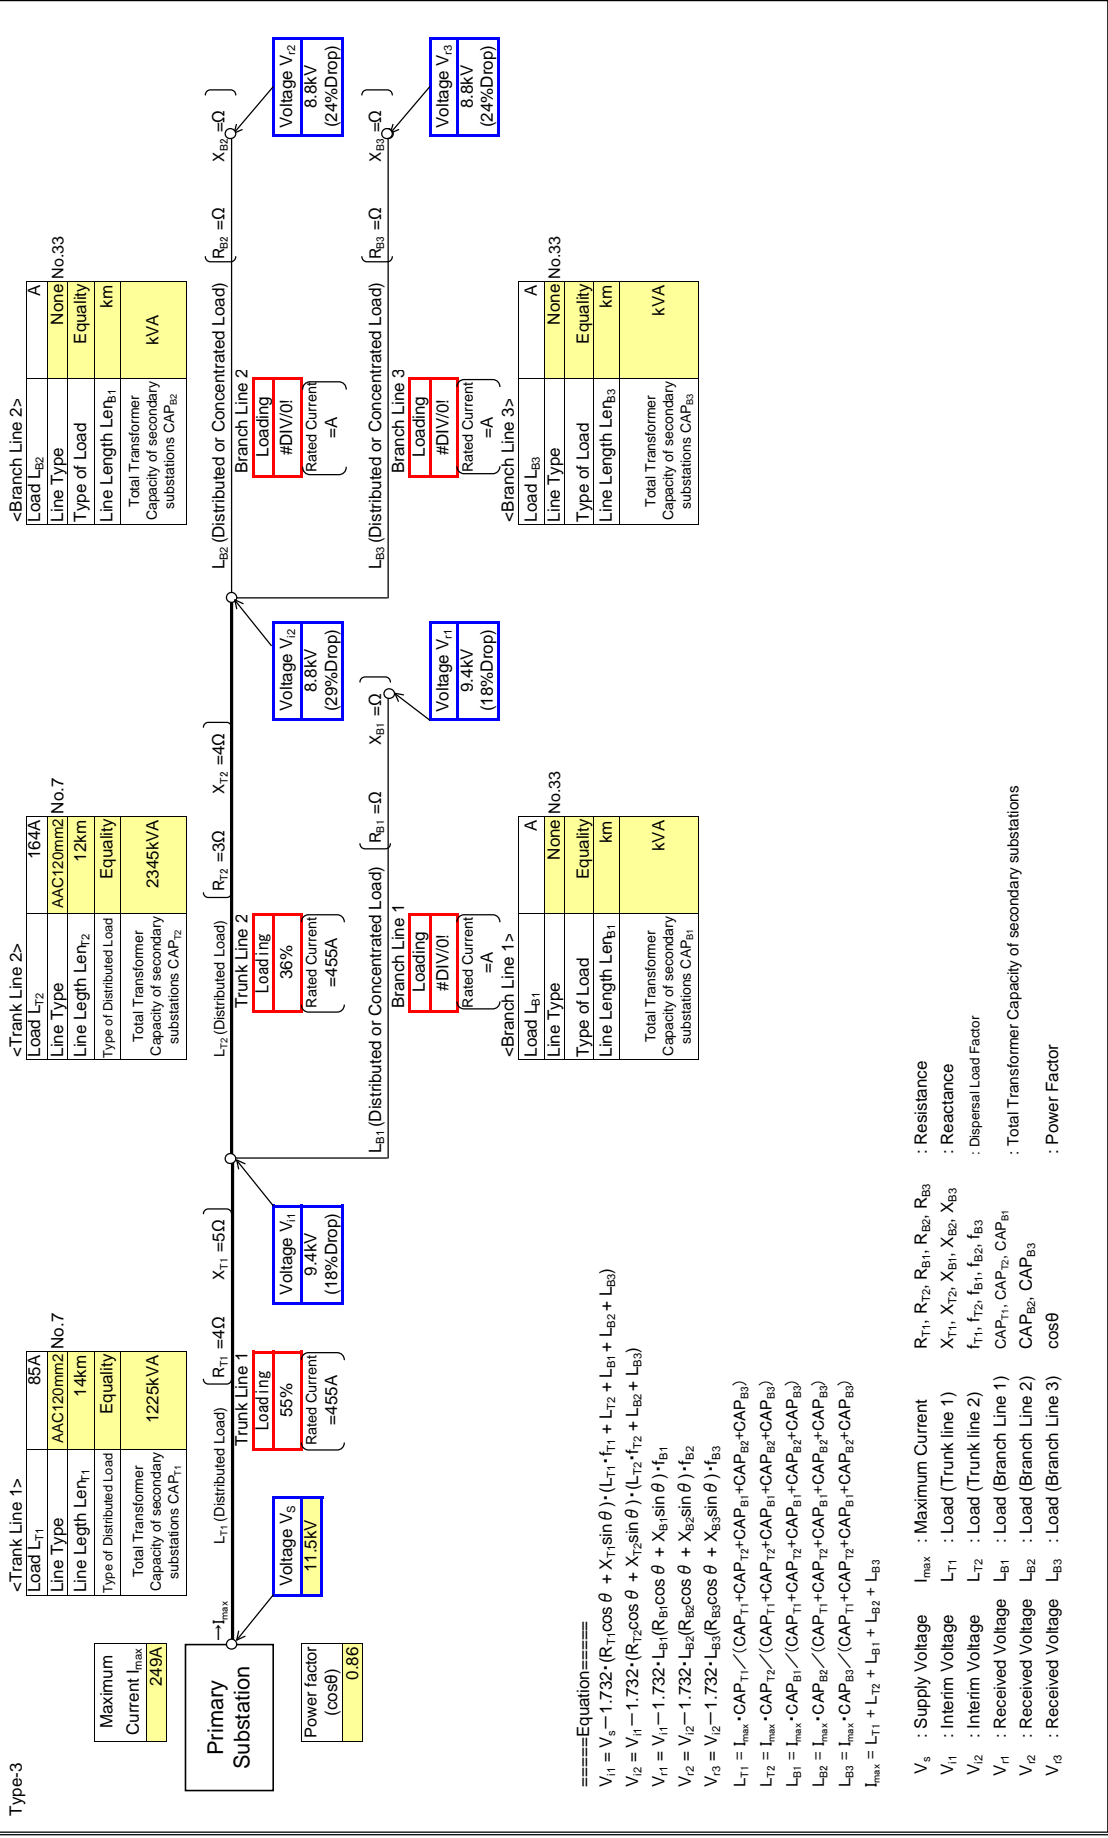 Type-3
Maximum
Current Imax
249A
Primary
Substation
→Imax
Power factor
(cosθ)
0.86
Voltage VS
11.5kV
<Trank Line 1>
Load LT1 85A
Line Type AAC120mm2 No.7
Line Length LenT1 14km
Type of Distributed Load Equality
Total Transformer
Capacity of secondary
substations CAPT1
1225kVA
LT1 (Distributed Load) (RT1 =4Ω XT1 =5Ω)
Trunk Line 1
Loading
55%
(Rated Current
=455A)
Voltage Vi1
9.4kV
(18%Drop)
<Trank Line 2>
Load LT2 164A
Line Type AAC120mm2 No.7
Line Legth LenT2 12km
Type of Distributed Load Equality
Total Transformer
Capacity of secondary
substations CAPT2
2345kVA
LT2 (Distributed Load) (RT2 =3Ω XT2 =4Ω)
Trunk Line 2
Loading
36%
(Rated Current
=455A)
Voltage Vi2
8.8kV
(29%Drop)
LB1 (Distributed or Concentrated Load) (RB1 =Ω XB1 =Ω)
Branch Line 1
Loading
#DIV/0!
(Rated Current
=A)
Voltage Vr1
9.4kV
(18%Drop)
<Branch Line 1>
Load LB1 A
Line Type None No.33
Type of Load Equality
Line Length LenB1 km
Total Transformer
Capacity of secondary
substations CAPB1
kVA
<Branch Line 2>
Load LB2 A
Line Type None No.33
Type of Load Equality
Line Length LenB1 km
Total Transformer
Capacity of secondary
substations CAPB2
kVA
LB2 (Distributed or Concentrated Load) (RB2 =Ω XB2 =Ω)
Branch Line 2
Loading
#DIV/0!
(Rated Current
=A)
Voltage Vr2
8.8kV
(24%Drop)
LB3 (Distributed or Concentrated Load) (RB3 =Ω XB3 =Ω)
Branch Line 3
Loading
#DIV/0!
(Rated Current
=A)
Voltage Vr3
8.8kV
(24%Drop)
<Branch Line 3>
Load LB3 A
Line Type None No.33
Type of Load Equality
Line Length LenB3 km
Total Transformer
Capacity of secondary
substations CAPB3
kVA
=====Equation=====
Vi1 = Vs－1.732・(RT1cos θ + XT1sin θ)・(LT1・fT1 + LT2 + LB1 + LB2 + LB3)
Vi2 = Vi1－1.732・(RT2cos θ + XT2sin θ)・(LT2・fT2 + LB2 + LB3)
Vr1 = Vi1－1.732・LB1(RB1cos θ + XB1sin θ)・fB1
Vr2 = Vi2－1.732・LB2(RB2cos θ + XB2sin θ)・fB2
Vr3 = Vi2－1.732・LB3(RB3cos θ + XB3sin θ)・fB3
LT1 = Imax・CAPT1／(CAPT1+CAPT2+CAPB1+CAPB2+CAPB3)
LT2 = Imax・CAPT2／(CAPT1+CAPT2+CAPB1+CAPB2+CAPB3)
LB1 = Imax・CAPB1／(CAPT1+CAPT2+CAPB1+CAPB2+CAPB3)
LB2 = Imax・CAPB2／(CAPT1+CAPT2+CAPB1+CAPB2+CAPB3)
LB3 = Imax・CAPB3／(CAPT1+CAPT2+CAPB1+CAPB2+CAPB3)
Imax = LT1 + LT2 + LB1 + LB2 + LB3
Vs : Supply Voltage Imax : Maximum Current RT1, RT2, RB1, RB2, RB3 : Resistance
Vi1 : Interim Voltage LT1 : Load (Trunk line 1) XT1, XT2, XB1, XB2, XB3 : Reactance
Vi2 : Interim Voltage LT2 : Load (Trunk line 2) fT1, fT2, fB1, fB2, fB3 : Dispersal Load Factor
Vr1 : Received Voltage LB1 : Load (Branch Line 1) CAPT1, CAPT2, CAPB1 : Total Transformer Capacity of secondary substations
Vr2 : Received Voltage LB2 : Load (Branch Line 2) CAPB2, CAPB3
Vr3 : Received Voltage LB3 : Load (Branch Line 3) cosθ : Power Factor